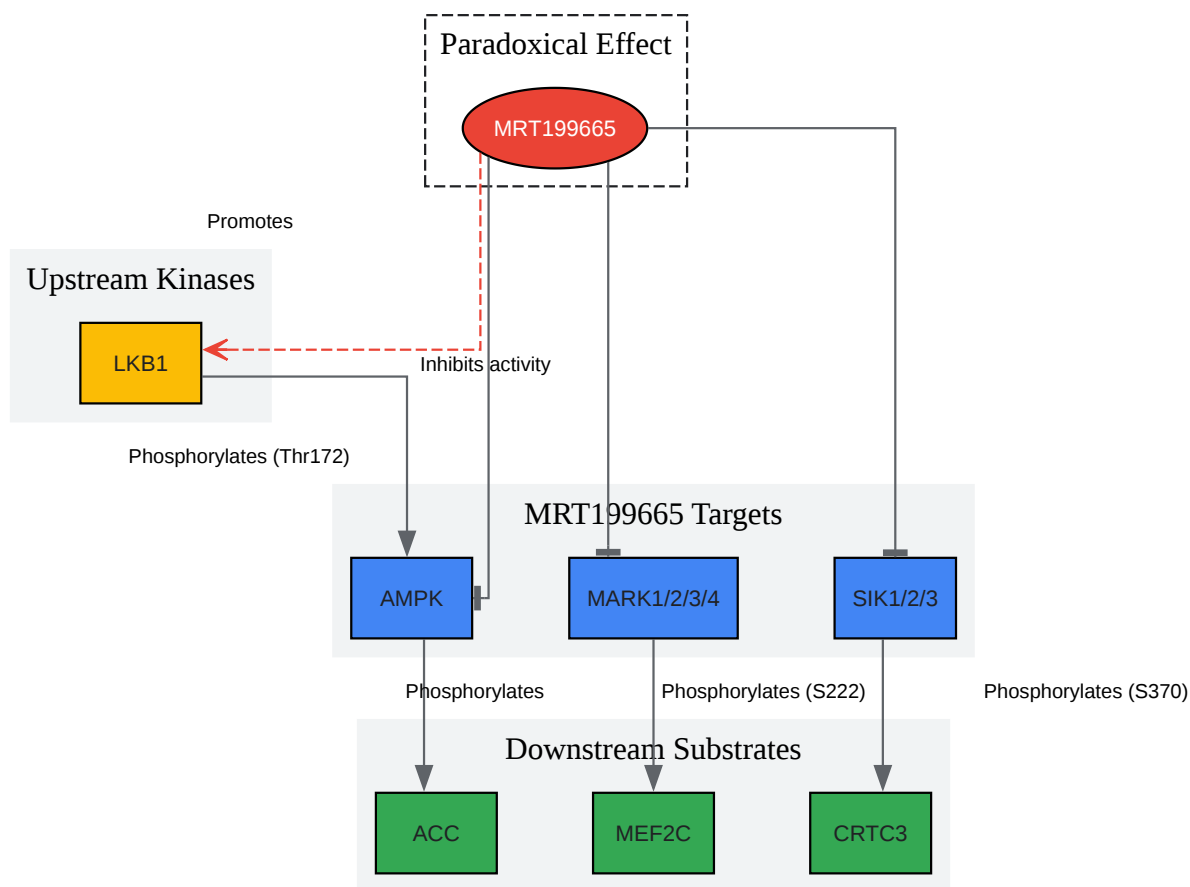 Paradoxical Effect
MRT199665
Promotes
Upstream Kinases
LKB1
Inhibits activity
Phosphorylates (Thr172)
MRT199665 Targets
AMPK
MARK1/2/3/4
SIK1/2/3
Phosphorylates
Phosphorylates (S222)
Phosphorylates (S370)
Downstream Substrates
ACC
MEF2C
CRTC3